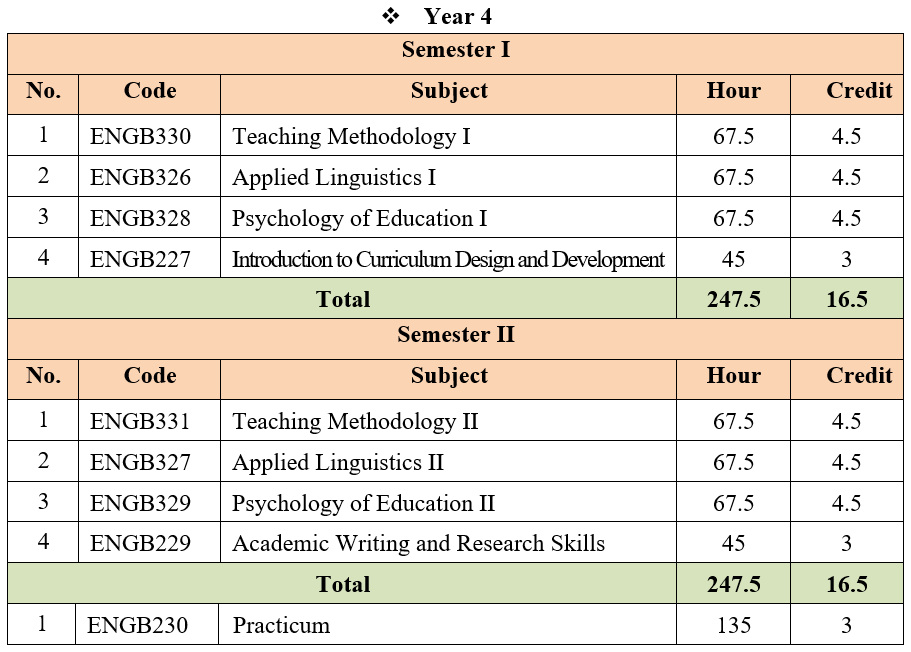 ❖ Year 4
Semester I
No. Code Subject Hour Credit
1 ENGB330 Teaching Methodology I 67.5 4.5
2 ENGB326 Applied Linguistics I 67.5 4.5
3 ENGB328 Psychology of Education I 67.5 4.5
4 ENGB227 Introduction to Curriculum Design and Development 45 3
Total 247.5 16.5
Semester II
No. Code Subject Hour Credit
1 ENGB331 Teaching Methodology II 67.5 4.5
2 ENGB327 Applied Linguistics II 67.5 4.5
3 ENGB329 Psychology of Education II 67.5 4.5
4 ENGB229 Academic Writing and Research Skills 45 3
Total 247.5 16.5
1 ENGB230 Practicum 135 3